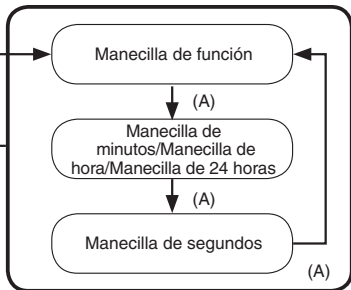 Manecilla de función
(A)
Manecilla de
minutos/Manecilla de
hora/Manecilla de 24 horas
(A)
Manecilla de segundos
(A)